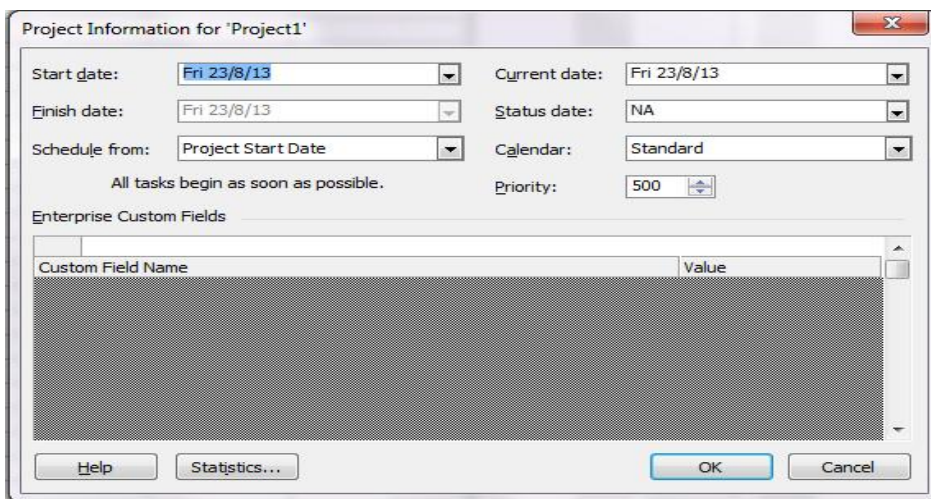 Project Information for 'Project1'
Start date: Fri 23/8/13 Current date: Fri 23/8/13
Finish date: Fri 23/8/13 Status date: NA
Schedule from: Project Start Date Calendar: Standard
All tasks begin as soon as possible. Priority: 500
Enterprise Custom Fields
Custom Field Name Value
Help Statistics... OK Cancel